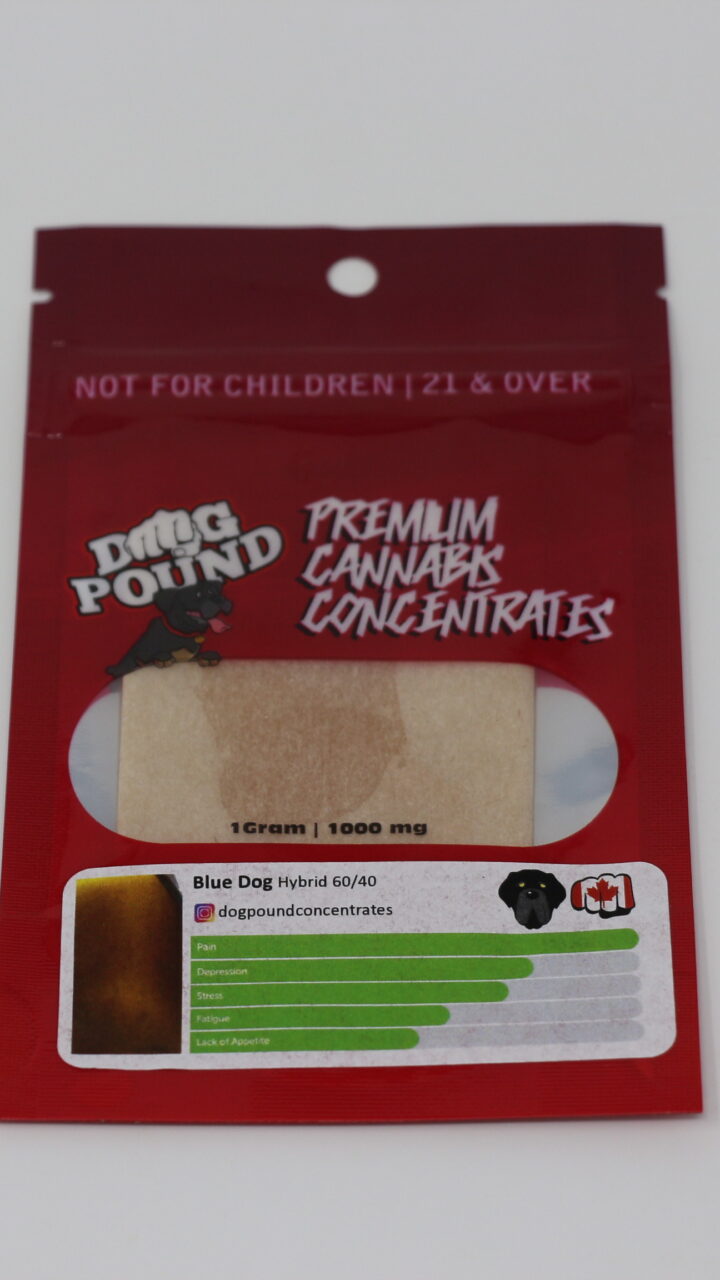 NOT FOR CHILDREN | 21 & OVER
DOG
POUND
PREMIUM
CANNABIS
CONCENTRATES
1Gram | 1000 mg
Blue Dog Hybrid 60/40
dogpoundconcentrates
Pain
Depression
Stress
Fatigue
Lack of Appetite